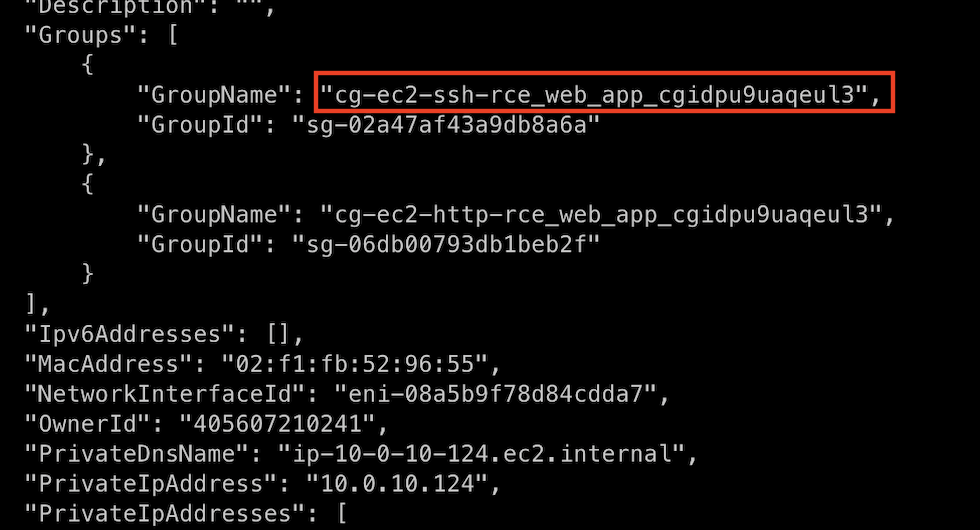 "Description": "",
"Groups": [
{
"GroupName": "cg-ec2-ssh-rce_web_app_cgidpu9uaqeul3",
"GroupId": "sg-02a47af43a9db8a6a"
},
{
"GroupName": "cg-ec2-http-rce_web_app_cgidpu9uaqeul3",
"GroupId": "sg-06db00793db1beb2f"
}
],
"Ipv6Addresses": [],
"MacAddress": "02:f1:fb:52:96:55",
"NetworkInterfaceId": "eni-08a5b9f78d84cdda7",
"OwnerId": "405607210241",
"PrivateDnsName": "ip-10-0-10-124.ec2.internal",
"PrivateIpAddress": "10.0.10.124",
"PrivateIpAddresses": [